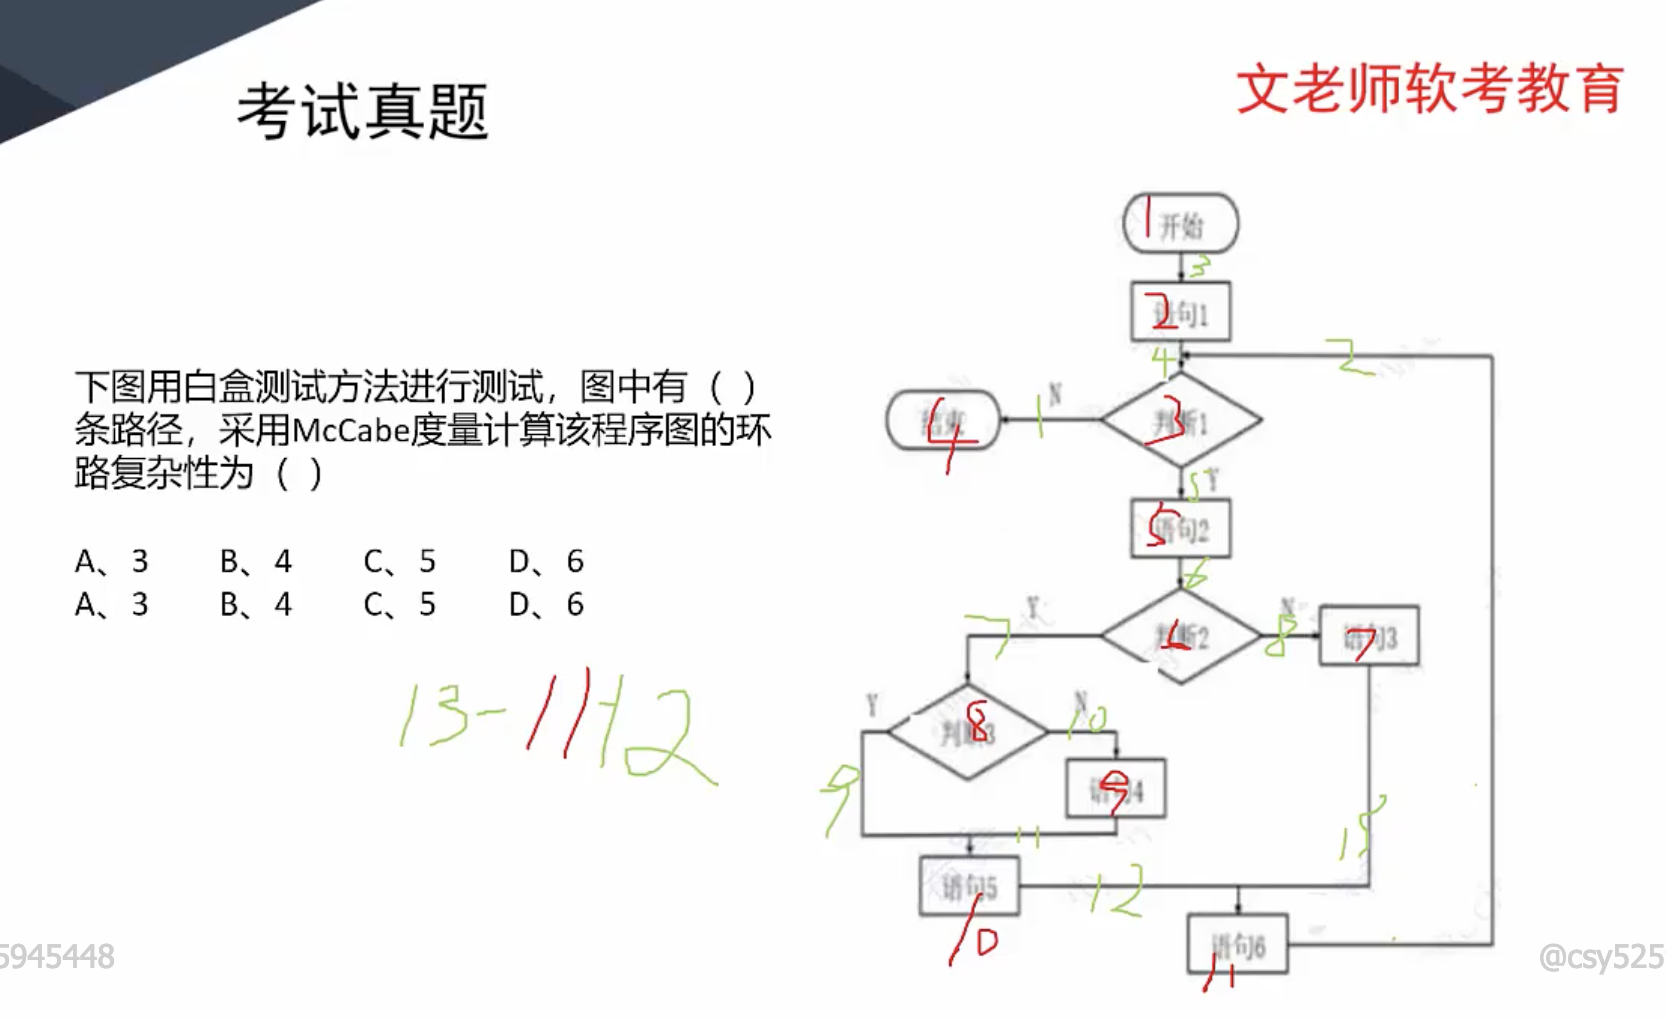 考试真题
文老师软考教育
下图用白盒测试方法进行测试，图中有（ ）
条路径，采用McCabe度量计算该程序图的环
路复杂性为（ ）
A、3 B、4 C、5 D、6
A、3 B、4 C、5 D、6
13-11+2
1 开始
3
2 语句1
4
2
N
1
4 结束
3 判断1
5 Y
5 语句2
6
Y
7
判断2
N
8
7 语句3
Y
8 判断3
N
10
9
9 语句4
11
13
语句5
12
10
语句6
11
5945448
@csy525